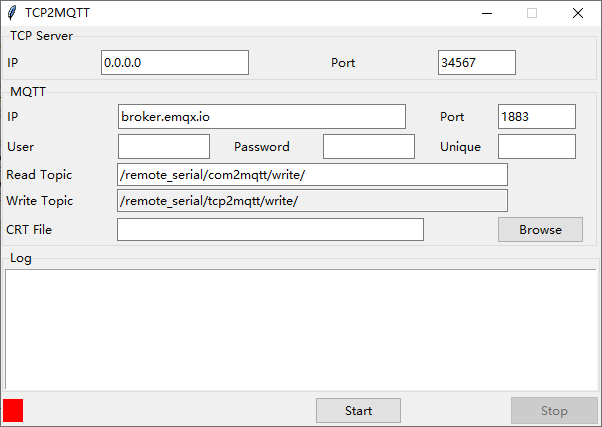 TCP2MQTT
TCP Server
IP 0.0.0.0 Port 34567
MQTT
IP broker.emqx.io Port 1883
User Password Unique
Read Topic /remote_serial/com2mqtt/write/
Write Topic /remote_serial/tcp2mqtt/write/
CRT File Browse
Log
Start Stop